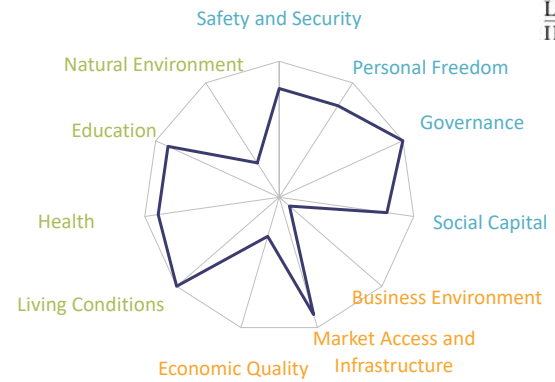 Safety and Security
Natural Environment
Personal Freedom
Education
Governance
Health
Social Capital
Living Conditions
Business Environment
Market Access and
Infrastructure
Economic Quality